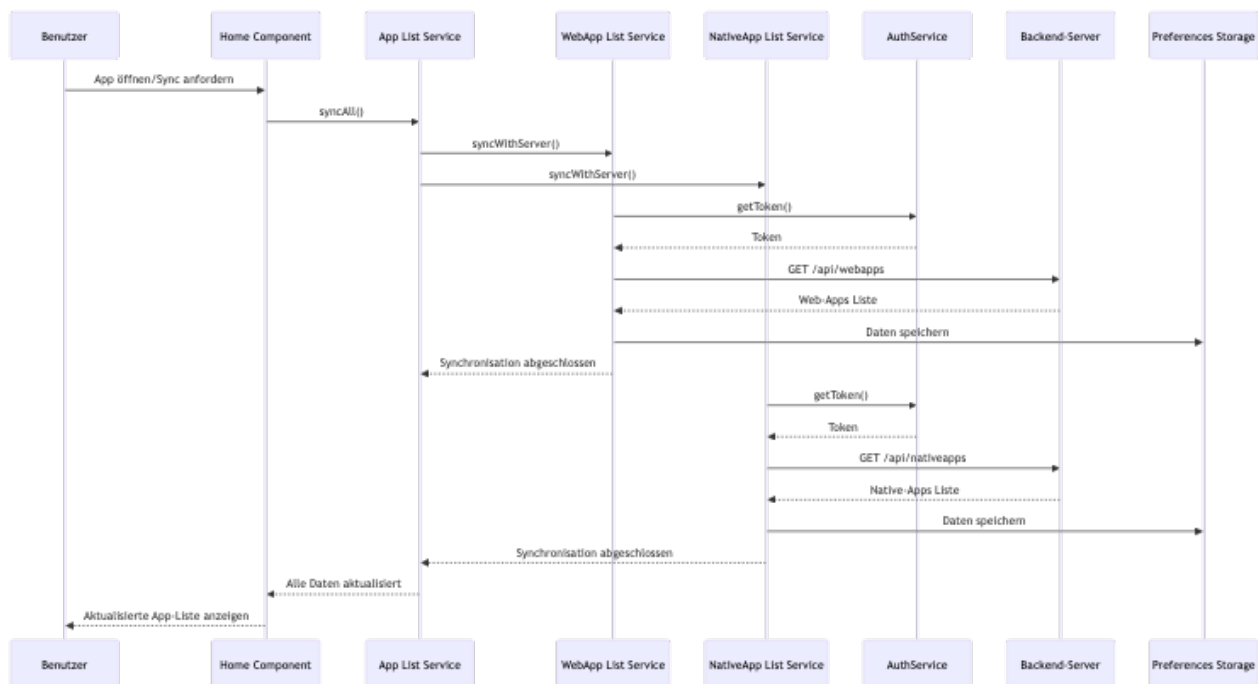 Benutzer
Home Component
App List Service
WebApp List Service
NativeApp List Service
AuthService
Backend-Server
Preferences Storage
App öffnen/Sync anfordern
syncAll()
syncWithServer()
syncWithServer()
getToken()
Token
GET /api/webapps
Web-Apps Liste
Daten speichern
Synchronisation abgeschlossen
getToken()
Token
GET /api/nativeapps
Native-Apps Liste
Daten speichern
Synchronisation abgeschlossen
Alle Daten aktualisiert
Aktualisierte App-Liste anzeigen
Benutzer
Home Component
App List Service
WebApp List Service
NativeApp List Service
AuthService
Backend-Server
Preferences Storage